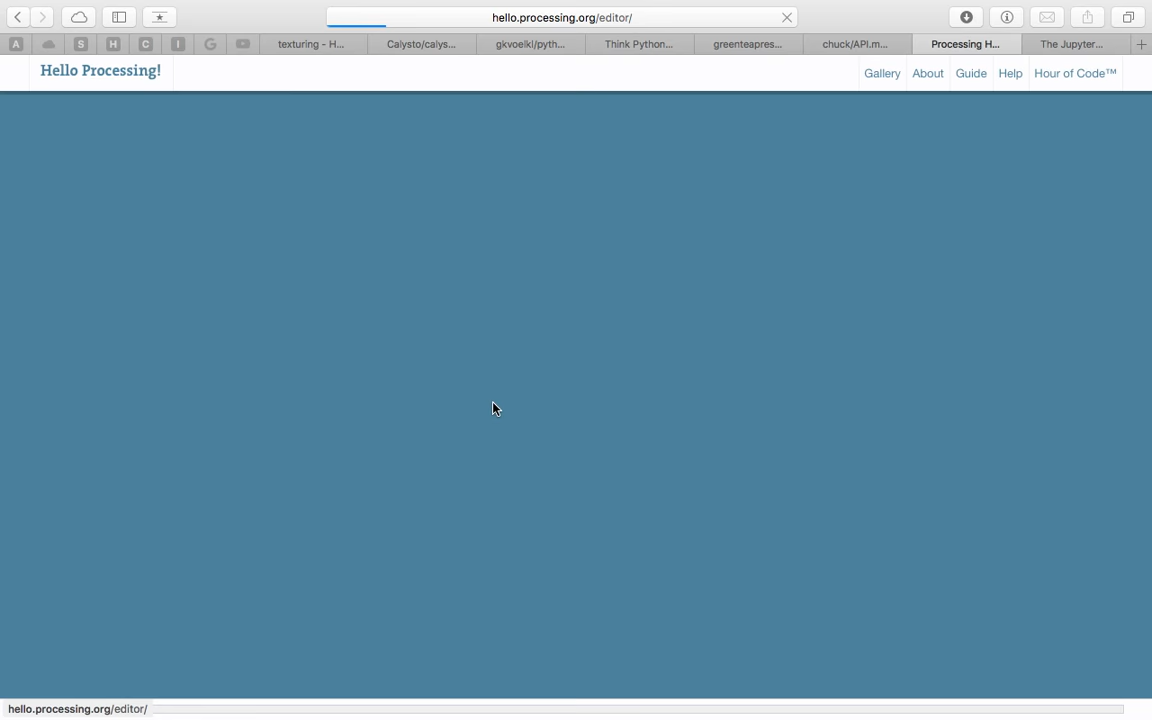 hello.processing.org/editor/
A S H C I G texturing - H... Calysto/calys... gkvoelkl/pyth... Think Python... greenteapres... chuck/API.m... Processing H... The Jupyter...
Hello Processing!
Gallery About Guide Help Hour of Code™
hello.processing.org/editor/